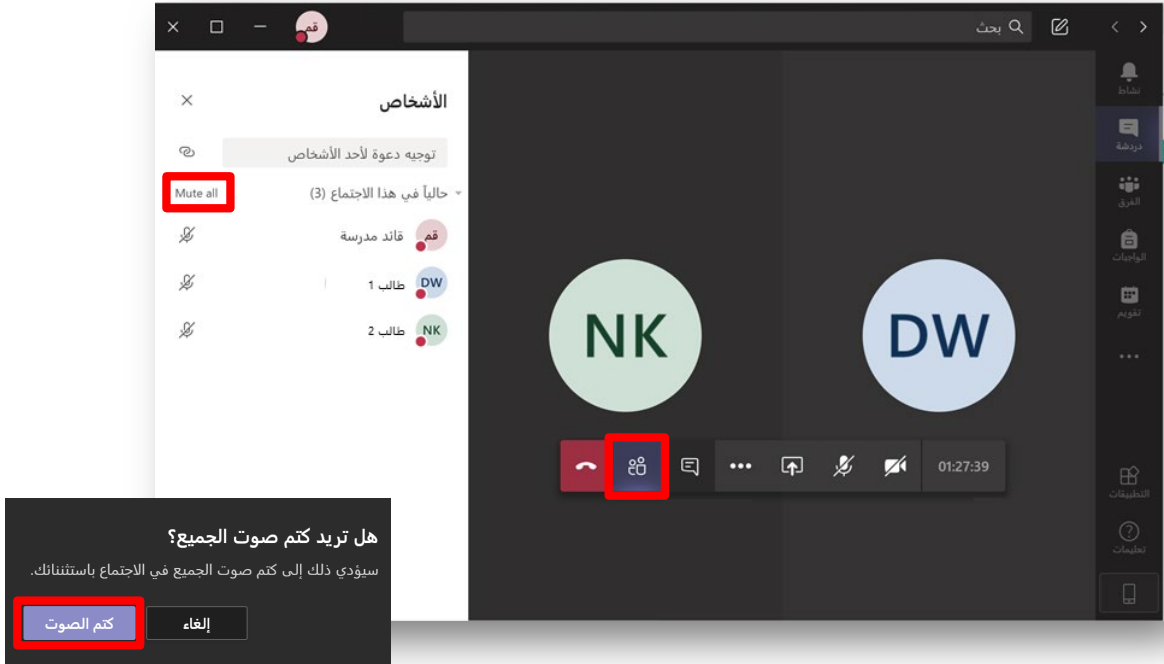 قم
بحث
نشاط
دردشة
الفرق
الواجبات
تقويم
التطبيقات
تعليمات
الأشخاص
توجيه دعوة لأحد الأشخاص
حالياً في هذا الاجتماع (3)
Mute all
قم قائد مدرسة
DW طالب 1
NK طالب 2
DW
NK
01:27:39
هل تريد كتم صوت الجميع؟
سيؤدي ذلك إلى كتم صوت الجميع في الاجتماع باستثنائك.
إلغاء
كتم الصوت